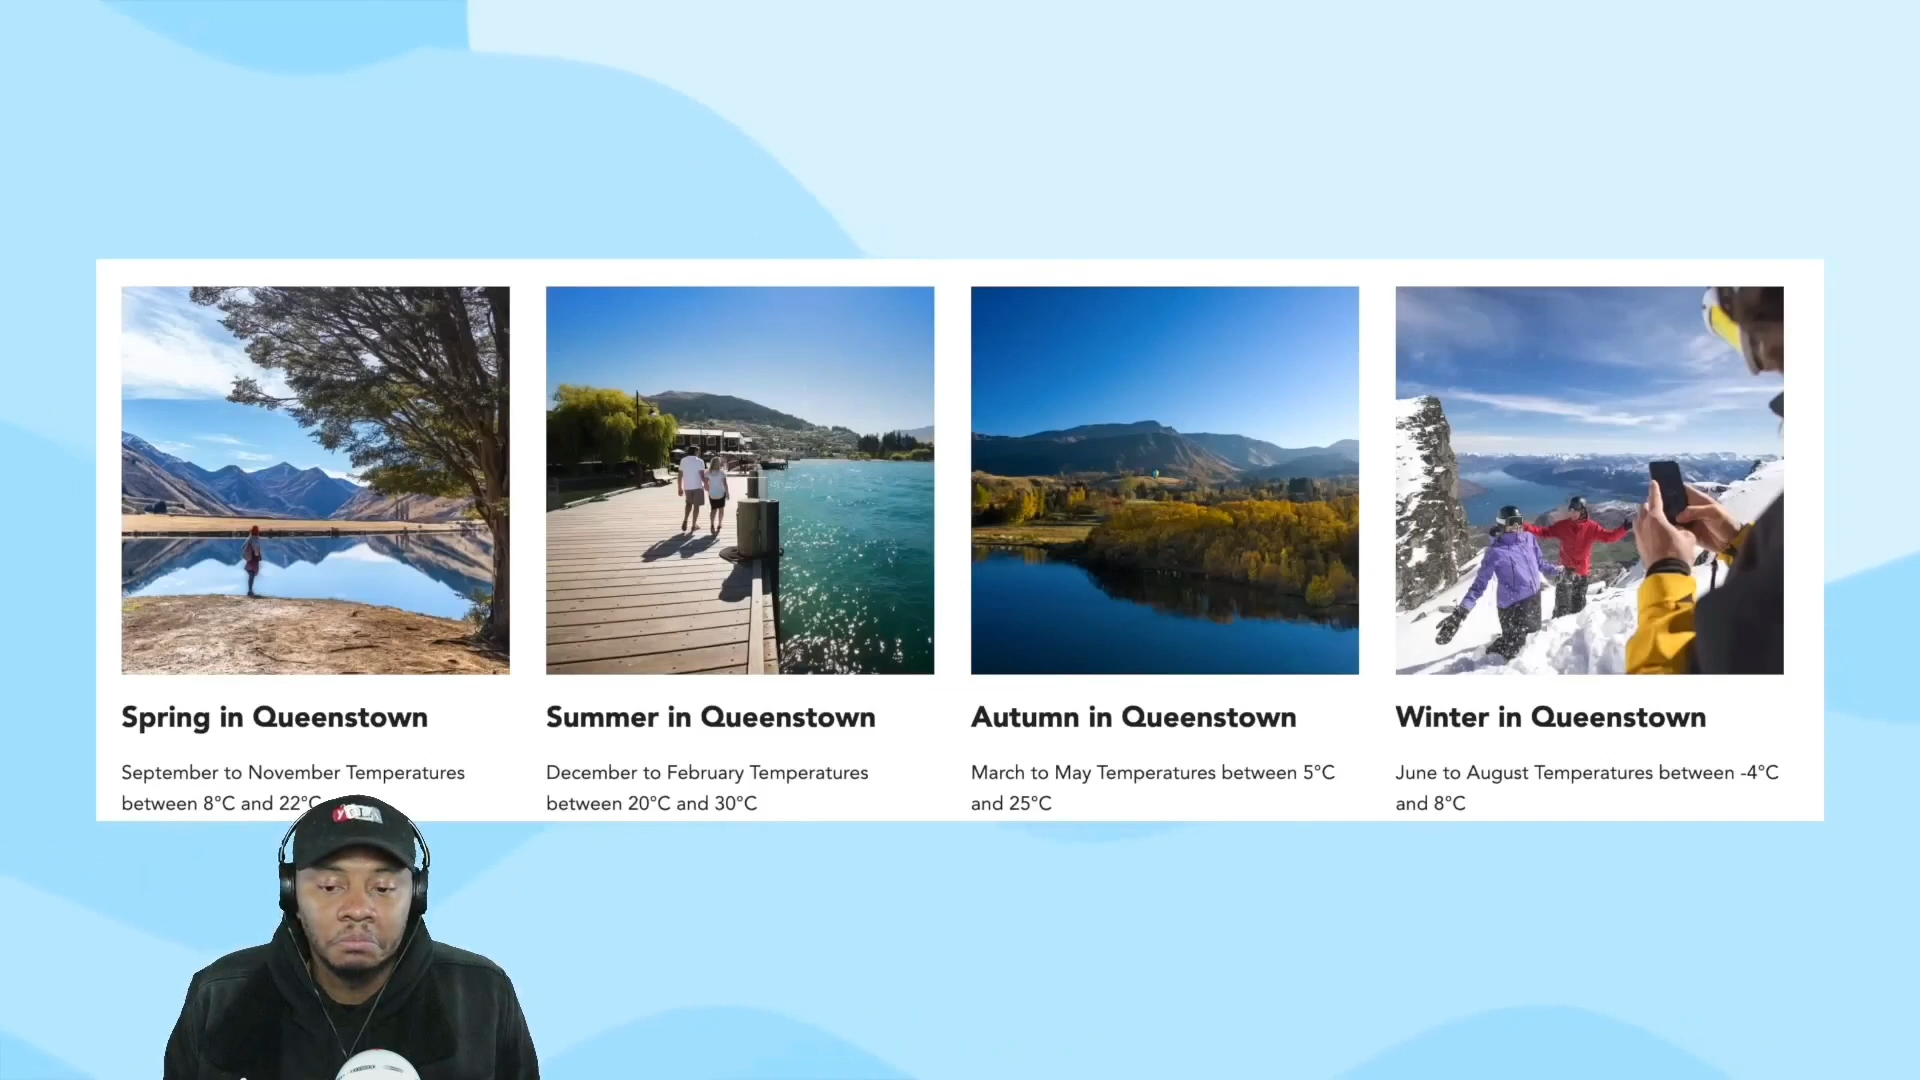 Spring in Queenstown
September to November Temperatures
between 8°C and 22°C
Summer in Queenstown
December to February Temperatures
between 20°C and 30°C
Autumn in Queenstown
March to May Temperatures between 5°C
and 25°C
Winter in Queenstown
June to August Temperatures between -4°C
and 8°C